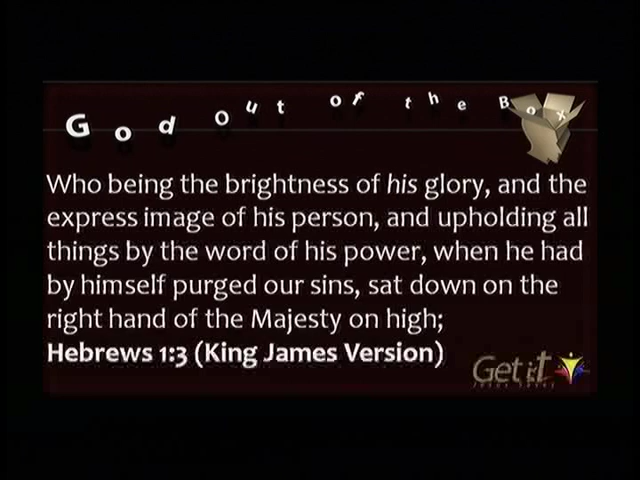 God out of the Box
Who being the brightness of his glory, and the
express image of his person, and upholding all
things by the word of his power, when he had
by himself purged our sins, sat down on the
right hand of the Majesty on high;
Hebrews 1:3 (King James Version)
Get it